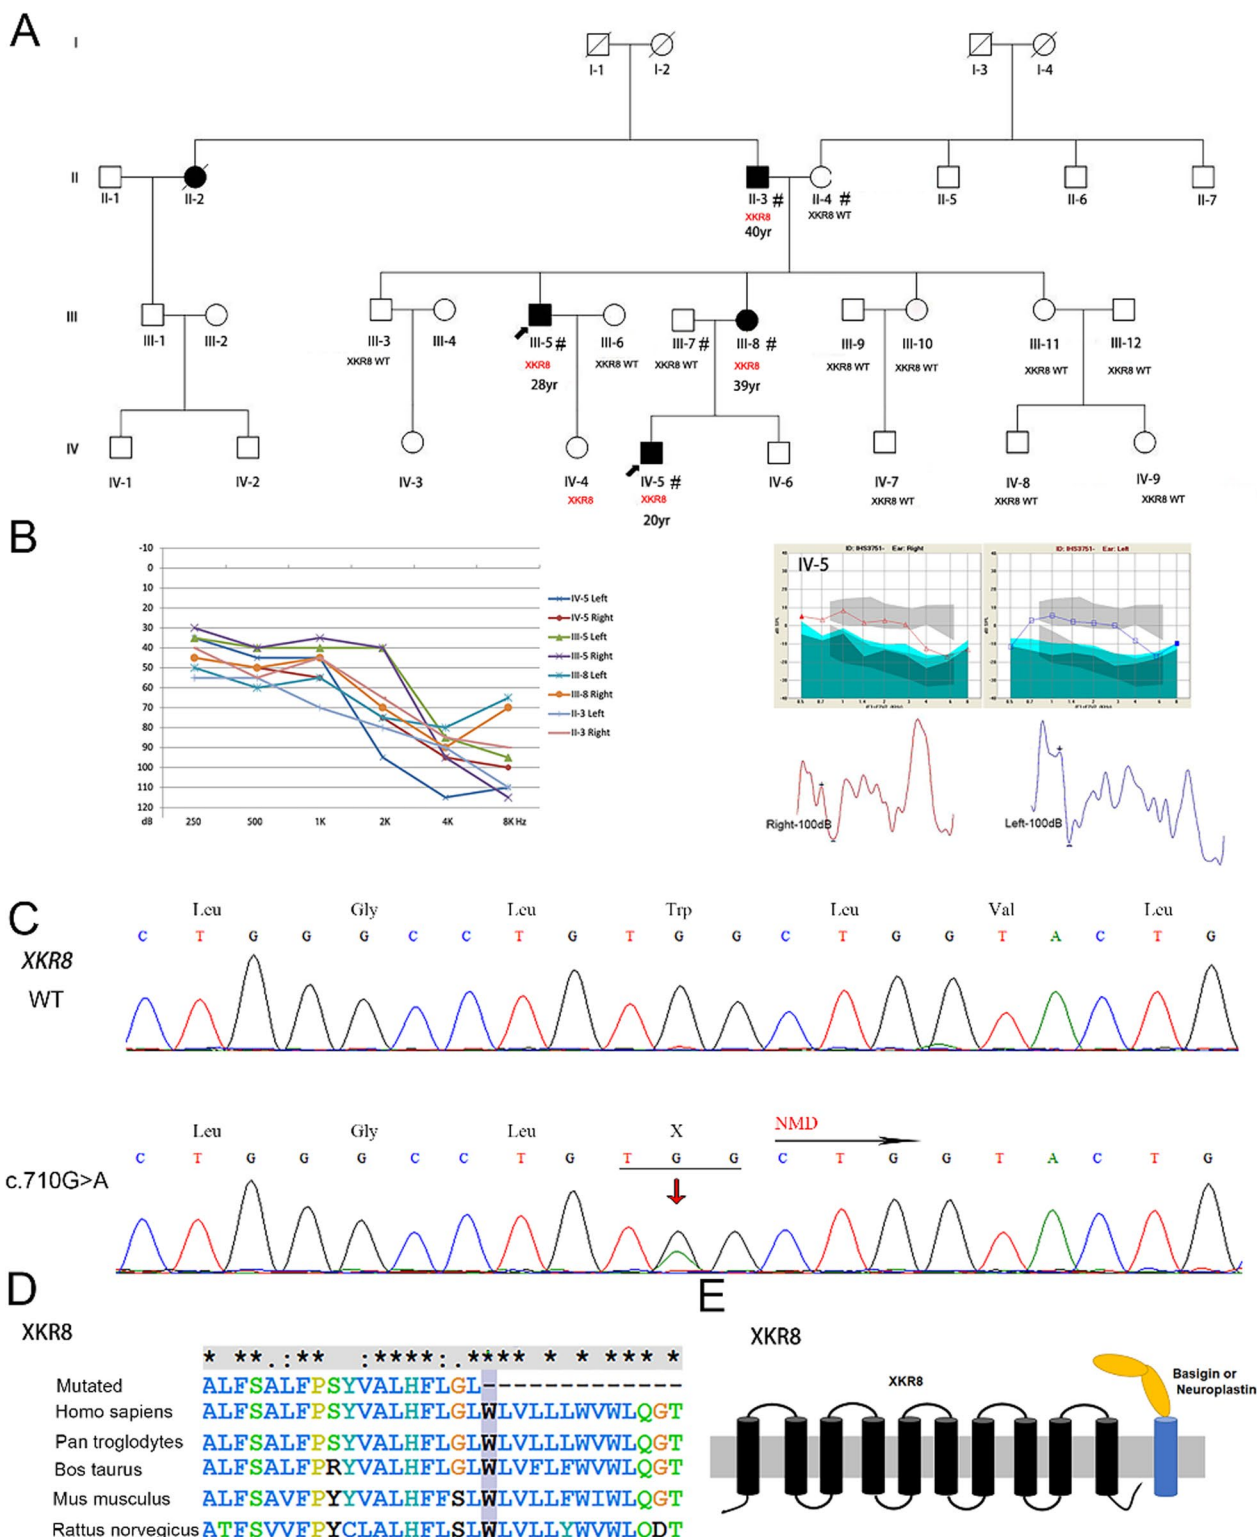 A
I
I-1 I-2 I-3 I-4
II
II-1 II-2 II-3 # II-4 # II-5 II-6 II-7
XKR8 XKR8 WT
40yr
III
III-1 III-2 III-3 III-4 III-5 # III-6 III-7 # III-8 # III-9 III-10 III-11 III-12
XKR8 WT XKR8 XKR8 WT XKR8 WT XKR8 XKR8 WT XKR8 WT XKR8 WT XKR8 WT
28yr 39yr
IV
IV-1 IV-2 IV-3 IV-4 IV-5 # IV-6 IV-7 IV-8 IV-9
XKR8 XKR8 XKR8 WT XKR8 WT XKR8 WT
20yr
B
-10
0
10
20
30
40
50
60
70
80
90
100
110
120
dB 250 500 1K 2K 4K 8K Hz
IV-5 Left
IV-5 Right
III-5 Left
III-5 Right
III-8 Left
III-8 Right
II-3 Left
II-3 Right
ID: IHS3751- Ear: Right
ID: IHS3751- Ear: Left
IV-5
Right-100dB
Left-100dB
C
Leu Gly Leu Trp Leu Val Leu
C T G G G C C T G T G G C T G G T A C T G
XKR8
WT
NMD
Leu Gly Leu X
C T G G G C C T G T G G C T G G T A C T G
c.710G>A
D
XKR8
* **.:** :****:.**** * * *** *
Mutated ALFSALFPSYVALHFLGL-------------
Homo sapiens ALFSALFPSYVALHFLGLWLVLLLWVWLQGT
Pan troglodytes ALFSALFPSYVALHFLGLWLVLLLWVWLQGT
Bos taurus ALFSALFPRYVALHFLGLWLVFLFWVWLQGT
Mus musculus ALFSAVFPYYVALHFFSLWLVLLFWIWLQGT
Rattus norvegicus ATFSVVFPYCLALHFLSLWLVLLYWVWLQDT
E
XKR8
XKR8
Basigin or
Neuroplastin